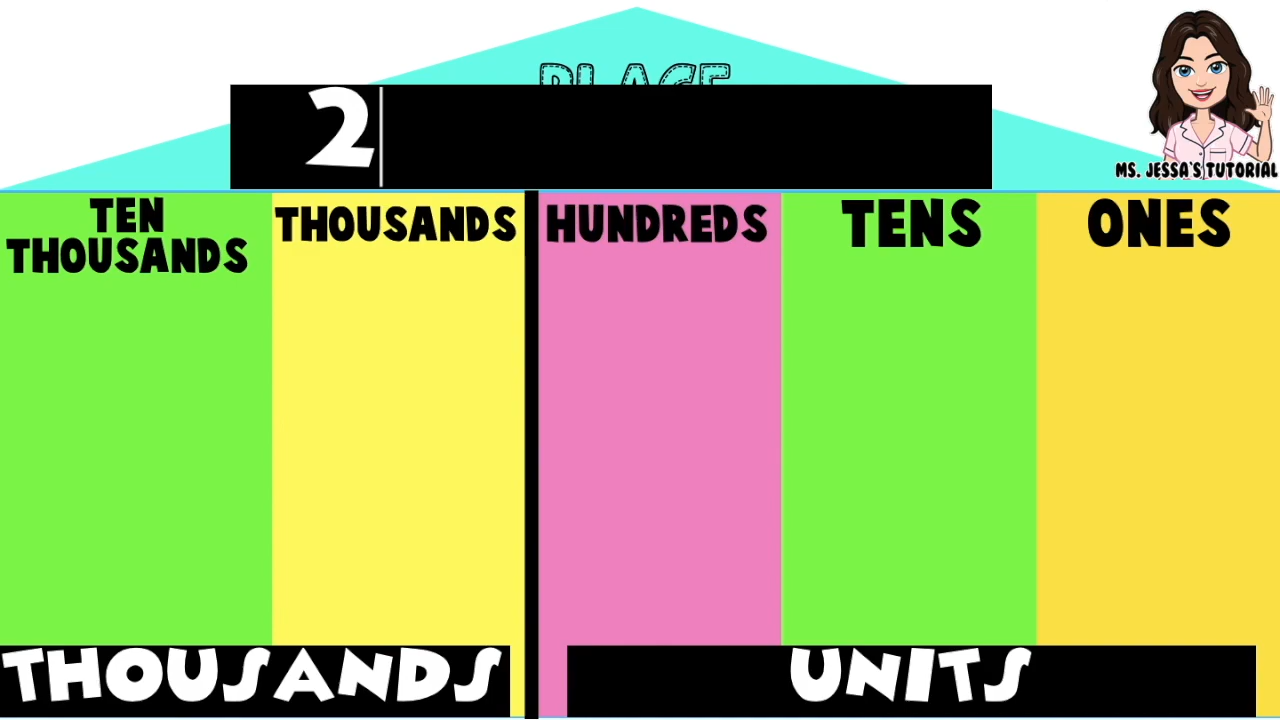 2
MS. JESSA'S TUTORIAL
TEN
THOUSANDS
THOUSANDS
HUNDREDS
TENS
ONES
THOUSANDS
UNITS